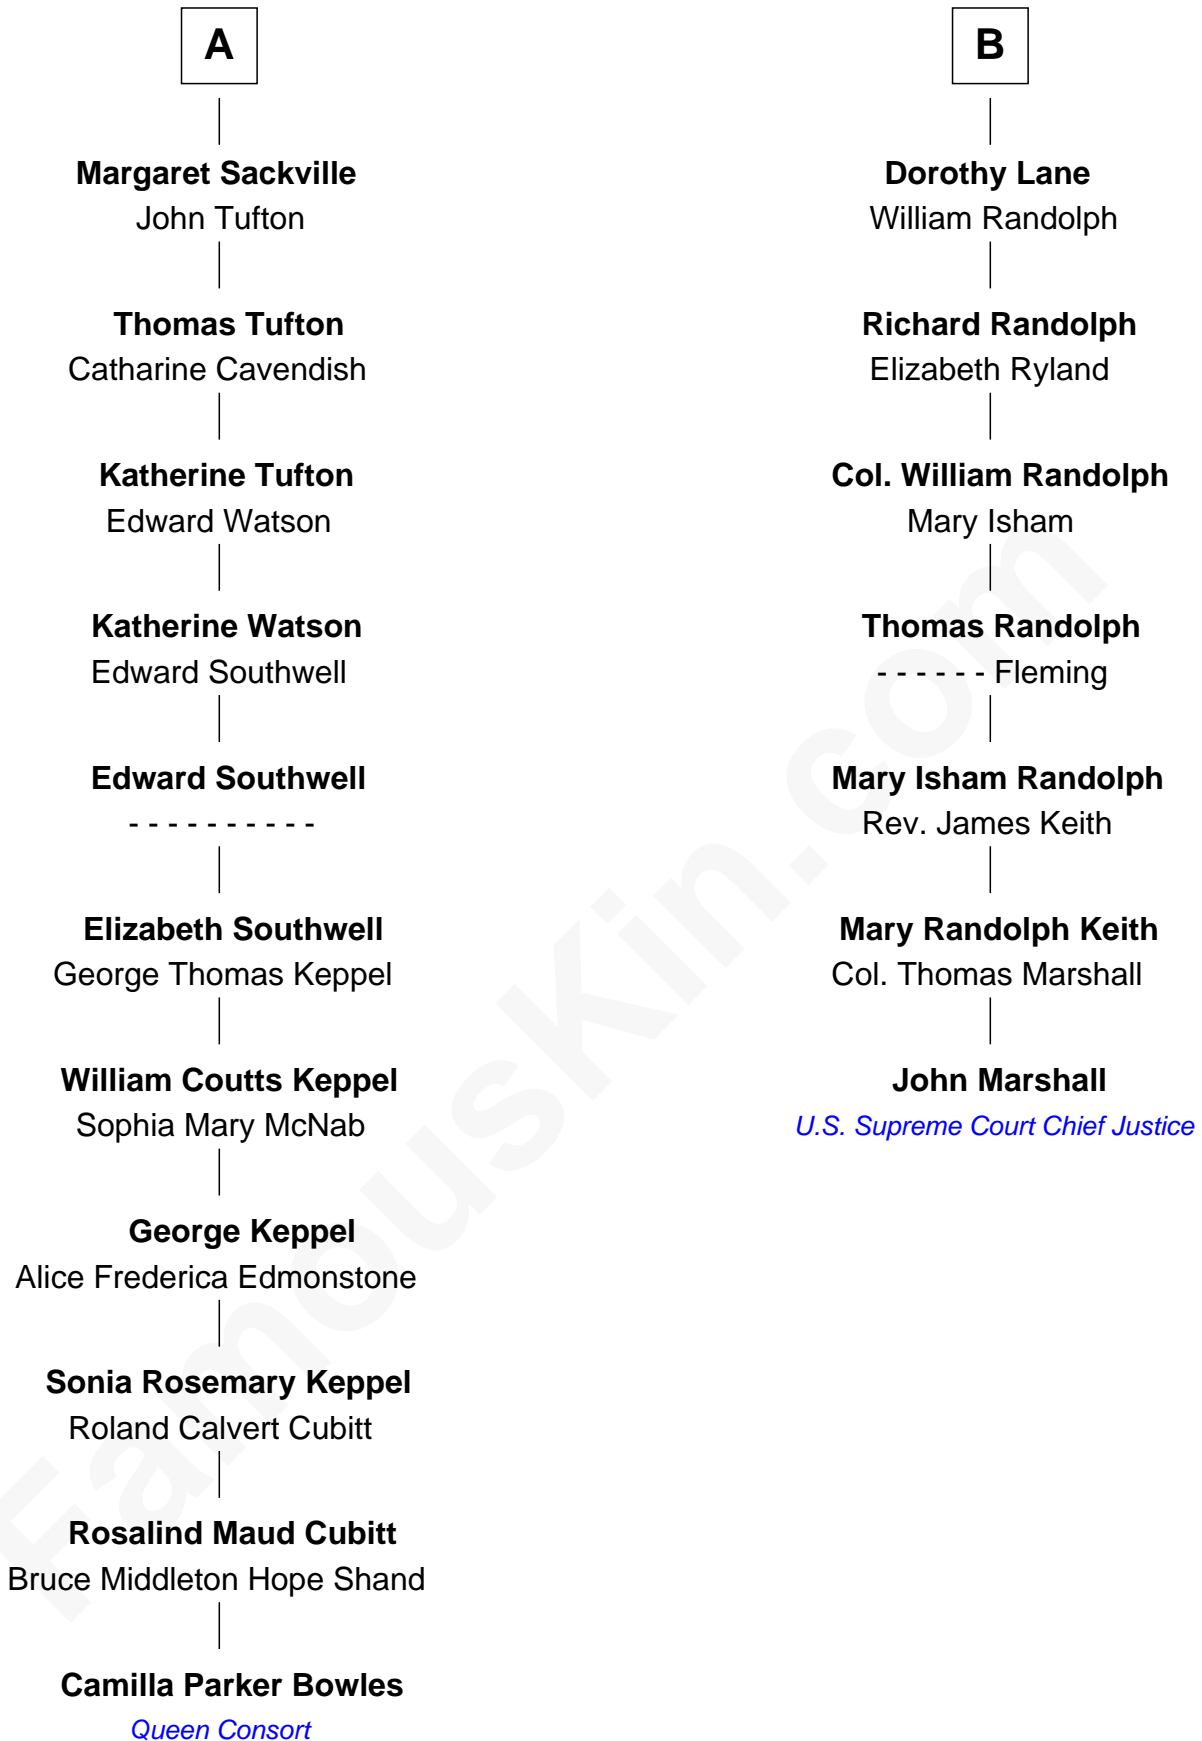 A
Margaret Sackville
John Tufton
Thomas Tufton
Catharine Cavendish
Katherine Tufton
Edward Watson
Katherine Watson
Edward Southwell
Edward Southwell
- - - - - - - - - -
Elizabeth Southwell
George Thomas Keppel
William Coutts Keppel
Sophia Mary McNab
George Keppel
Alice Frederica Edmonstone
Sonia Rosemary Keppel
Roland Calvert Cubitt
Rosalind Maud Cubitt
Bruce Middleton Hope Shand
Camilla Parker Bowles
Queen Consort
B
Dorothy Lane
William Randolph
Richard Randolph
Elizabeth Ryland
Col. William Randolph
Mary Isham
Thomas Randolph
- - - - - - Fleming
Mary Isham Randolph
Rev. James Keith
Mary Randolph Keith
Col. Thomas Marshall
John Marshall
U.S. Supreme Court Chief Justice
FamousKin.com